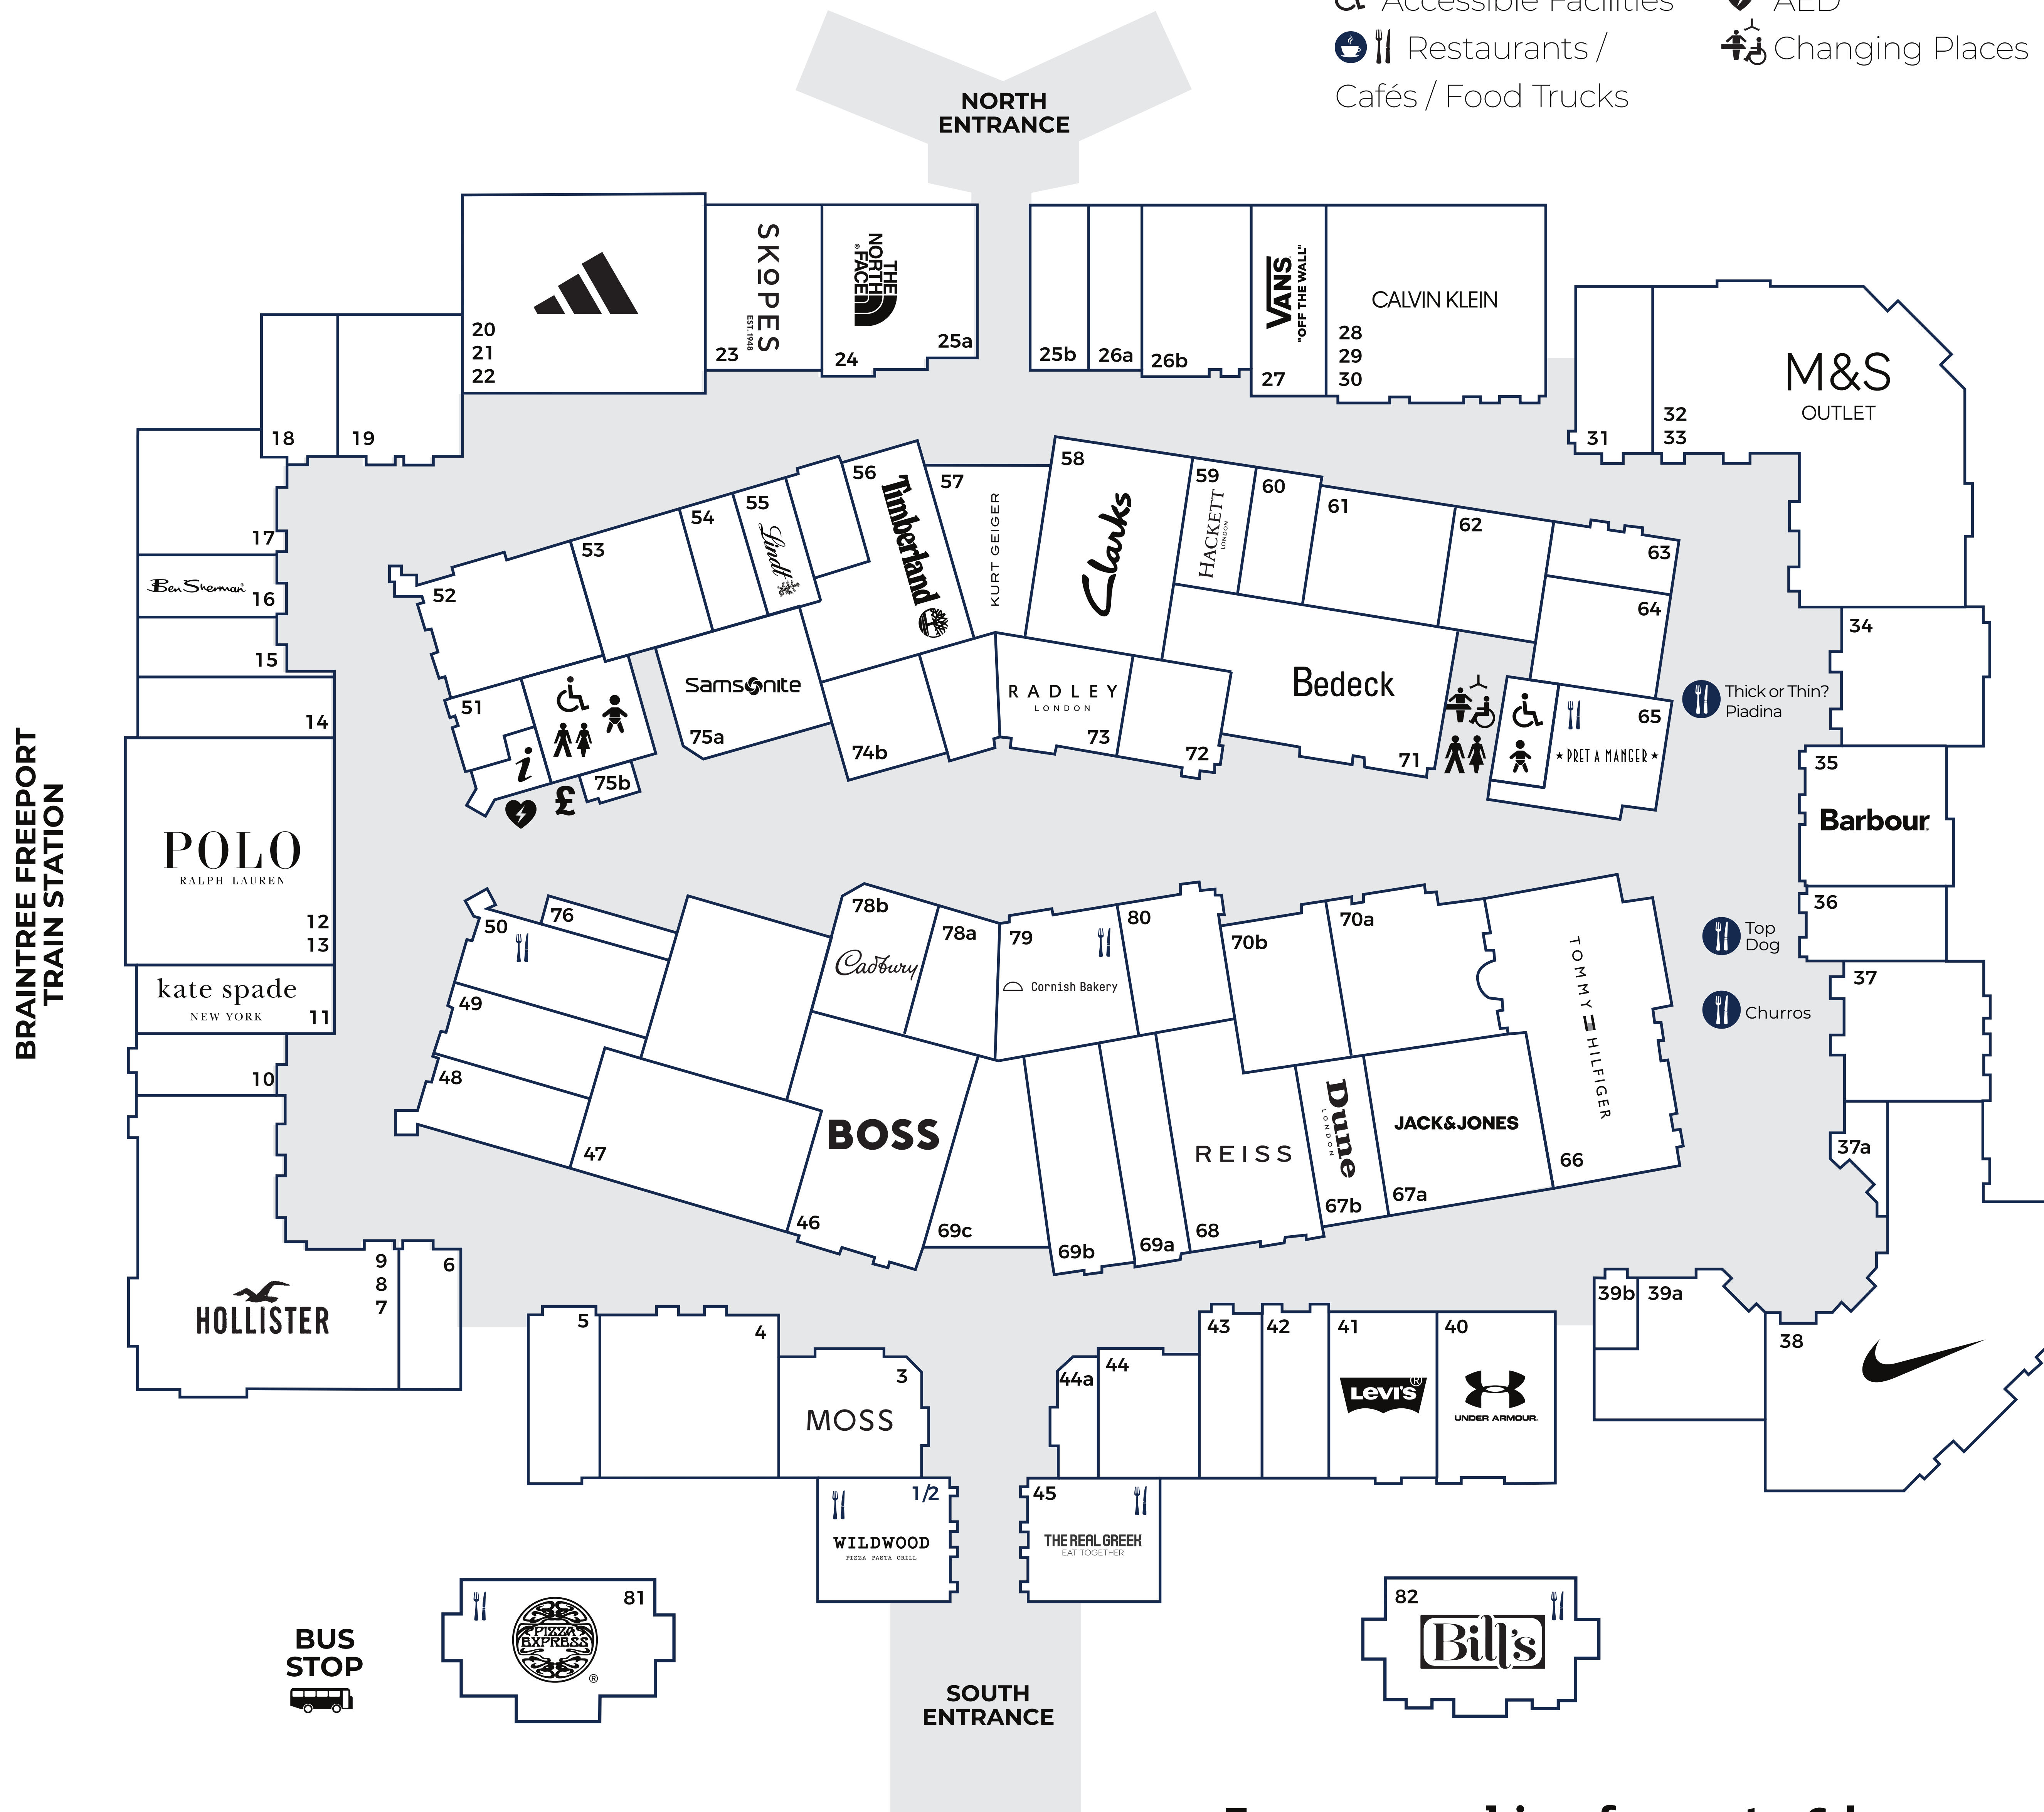 Accessible Facilities
AED
Restaurants /
Cafés / Food Trucks
Changing Places
NORTH
ENTRANCE
20
21
22
SKOPES
EST. 1948
23
THE
NORTH
FACE®
24
25a
25b
26a
26b
VANS
"OFF THE WALL"
27
CALVIN KLEIN
28
29
30
31
M&S
OUTLET
32
33
18
19
17
Ben Sherman
16
15
14
POLO
RALPH LAUREN
12
13
kate spade
NEW YORK
11
10
BRAINTREE FREEPORT
TRAIN STATION
52
53
54
55
Lindt
56
Timberland
57
KURT GEIGER
58
Clarks
59
HACKETT
LONDON
60
61
62
63
64
34
Thick or Thin?
Piadina
51
i
£
75b
Samsonite
75a
74b
RADLEY
LONDON
73
72
Bedeck
71
65
PRET A MANGER
35
Barbour
36
Top
Dog
37
Churros
37a
50
76
49
48
47
78b
Cadbury
78a
79
Cornish Bakery
80
70b
70a
TOMMY HILFIGER
66
BOSS
46
69c
69b
69a
REISS
68
Dune
LONDON
67b
JACK&JONES
67a
HOLLISTER
9
8
7
6
5
4
3
MOSS
44a
44
43
42
41
LEVI'S®
40
UNDER ARMOUR
39b
39a
38
1/2
WILDWOOD
PIZZA PASTA GRILL
45
THE REAL GREEK
EAT TOGETHER
81
PIZZA
EXPRESS
®
82
Bill's
BUS
STOP
SOUTH
ENTRANCE